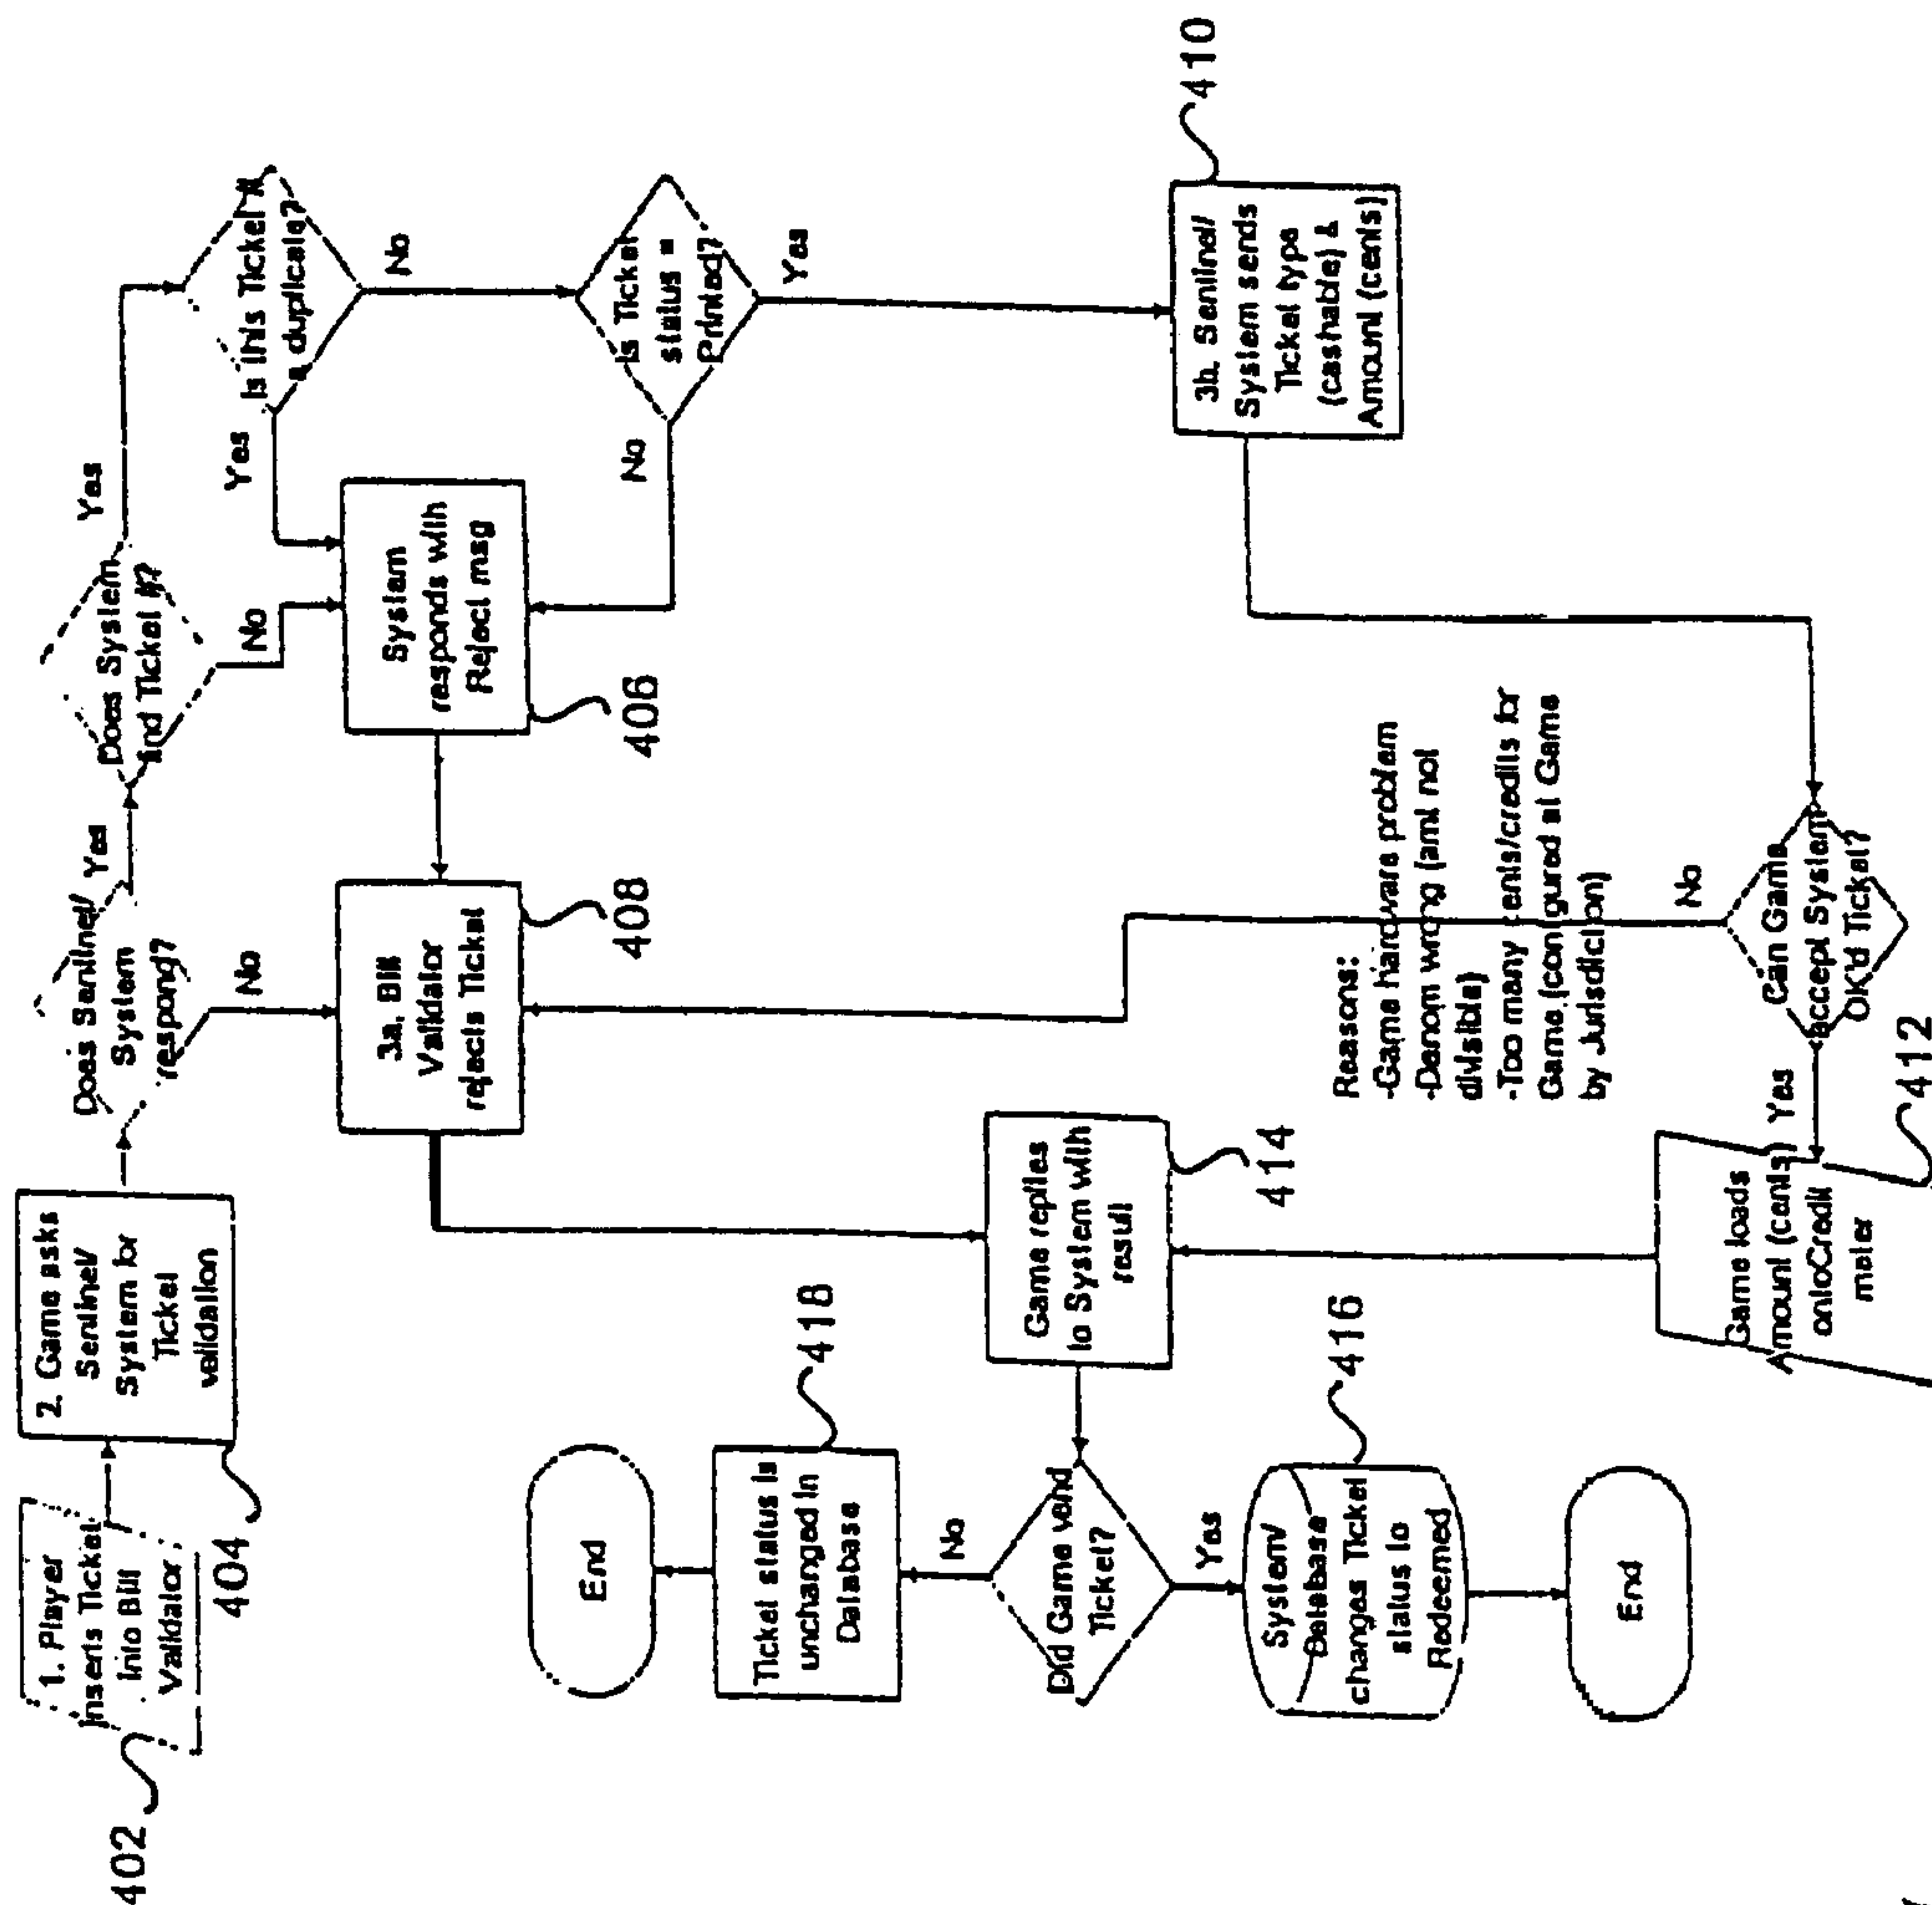 402
1. Player
inserts Ticket
into Bill
Validator
404
2. Game asks
Sentinel/
System for
Ticket
validation
Does Sentinel/
System
respond?
Yes
No
Does System
find Ticket #?
Yes
No
Is this Ticket #
a duplicate?
Yes
No
Is Ticket
status =
Printed?
No
Yes
System
responds with
Reject msg
406
3a. Bill
Validator
rejects Ticket
408
3b. Sentinel/
System sends
Ticket type
(cashable) &
Amount (cents)
410
Reasons:
-Game hardware problem
-Denom wrong (amt not
divisible)
-Too many cents/credits for
Game (configured at Game
by Jurisdiction)
Can Game
accept System
OK'd Ticket?
No
Yes
Game loads
Amount (cents)
ontoCredit
meter
412
Game replies
to System with
result
414
Did Game vend
Ticket?
No
Yes
Ticket status is
unchanged in
Database
418
End
System/
Database
changes Ticket
status to
Redeemed
416
End